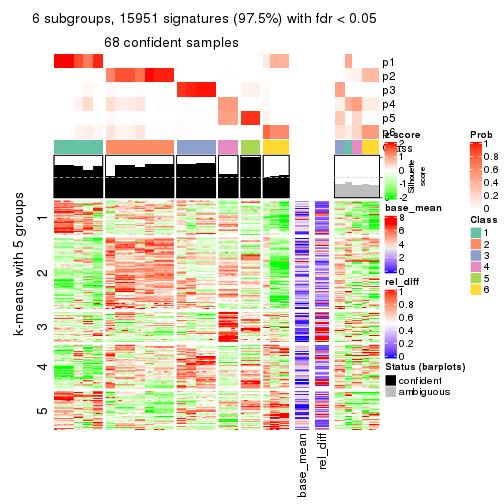 6 subgroups, 15951 signatures (97.5%) with fdr < 0.05
68 confident samples
p1
p2
p3
p4
p5
p6
Class
z-score
2
1
0
-1
-2
Silhouette
score
Prob
1
0.8
0.6
0.4
0.2
0
base_mean
8
6
4
2
0
Class
1
2
3
4
5
6
rel_diff
1
0.8
0.6
0.4
0.2
0
Status (barplots)
confident
ambiguous
k-means with 5 groups
1
2
3
4
5
base_mean
rel_diff